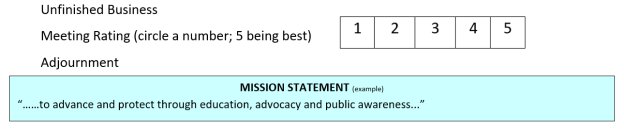 Unfinished Business
Meeting Rating (circle a number; 5 being best) 1 2 3 4 5
Adjournment
MISSION STATEMENT (example)
“……to advance and protect through education, advocacy and public awareness...”